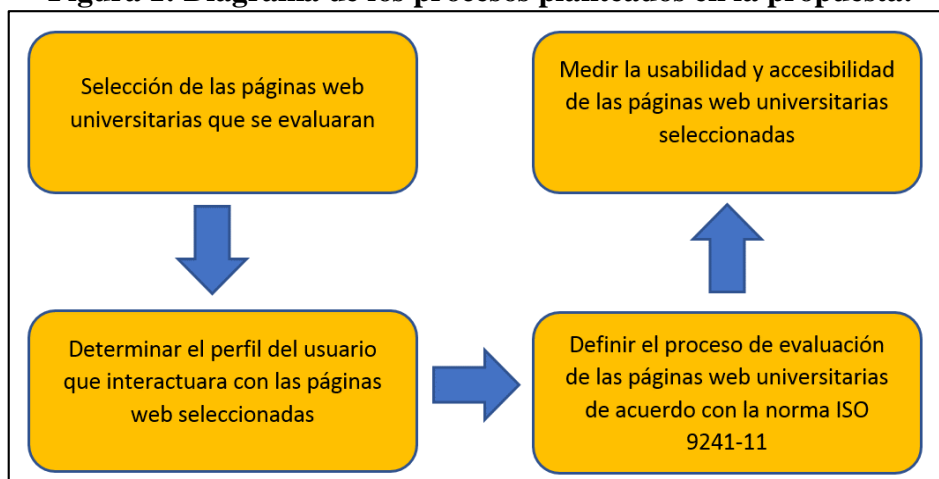 Selección de las páginas web
universitarias que se evaluaran
Determinar el perfil del usuario
que interactuara con las páginas
web seleccionadas
Definir el proceso de evaluación
de las páginas web universitarias
de acuerdo con la norma ISO
9241-11
Medir la usabilidad y accesibilidad
de las páginas web universitarias
seleccionadas